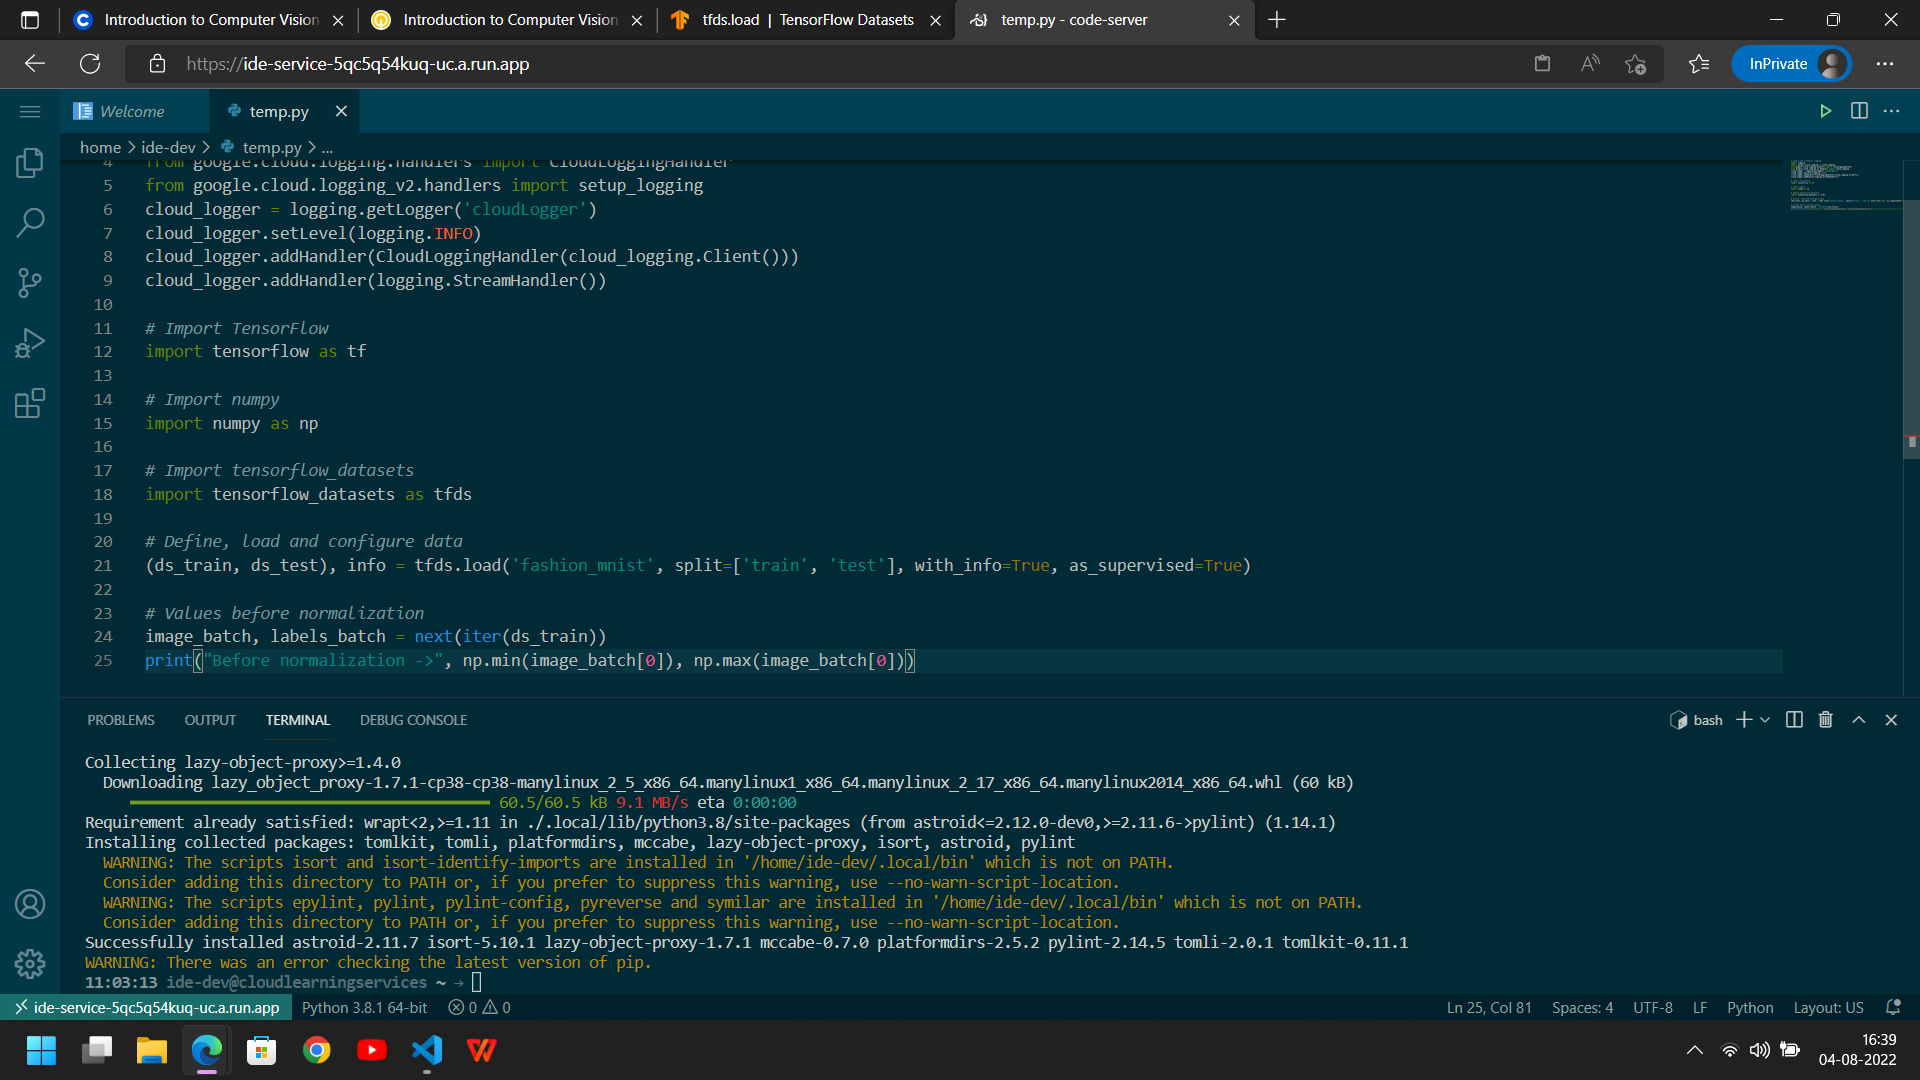 Introduction to Computer Vision
Introduction to Computer Vision
tfds.load | TensorFlow Datasets
temp.py - code-server
https://ide-service-5qc5q54kuq-uc.a.run.app
InPrivate
Welcome
temp.py
home > ide-dev > temp.py > ...
4 from google.cloud.logging.handlers import CloudLoggingHandler
5 from google.cloud.logging_v2.handlers import setup_logging
6 cloud_logger = logging.getLogger('cloudLogger')
7 cloud_logger.setLevel(logging.INFO)
8 cloud_logger.addHandler(CloudLoggingHandler(cloud_logging.Client()))
9 cloud_logger.addHandler(logging.StreamHandler())
10
11 # Import TensorFlow
12 import tensorflow as tf
13
14 # Import numpy
15 import numpy as np
16
17 # Import tensorflow_datasets
18 import tensorflow_datasets as tfds
19
20 # Define, load and configure data
21 (ds_train, ds_test), info = tfds.load('fashion_mnist', split=['train', 'test'], with_info=True, as_supervised=True)
22
23 # Values before normalization
24 image_batch, labels_batch = next(iter(ds_train))
25 print("Before normalization ->", np.min(image_batch[0]), np.max(image_batch[0]))
PROBLEMS OUTPUT TERMINAL DEBUG CONSOLE
bash
Collecting lazy-object-proxy>=1.4.0
Downloading lazy_object_proxy-1.7.1-cp38-cp38-manylinux_2_5_x86_64.manylinux1_x86_64.manylinux_2_17_x86_64.manylinux2014_x86_64.whl (60 kB)
60.5/60.5 kB 9.1 MB/s eta 0:00:00
Requirement already satisfied: wrapt<2,>=1.11 in ./.local/lib/python3.8/site-packages (from astroid<=2.12.0-dev0,>=2.11.6->pylint) (1.14.1)
Installing collected packages: tomlkit, tomli, platformdirs, mccabe, lazy-object-proxy, isort, astroid, pylint
WARNING: The scripts isort and isort-identify-imports are installed in '/home/ide-dev/.local/bin' which is not on PATH.
Consider adding this directory to PATH or, if you prefer to suppress this warning, use --no-warn-script-location.
WARNING: The scripts epylint, pylint, pylint-config, pyreverse and symilar are installed in '/home/ide-dev/.local/bin' which is not on PATH.
Consider adding this directory to PATH or, if you prefer to suppress this warning, use --no-warn-script-location.
Successfully installed astroid-2.11.7 isort-5.10.1 lazy-object-proxy-1.7.1 mccabe-0.7.0 platformdirs-2.5.2 pylint-2.14.5 tomli-2.0.1 tomlkit-0.11.1
WARNING: There was an error checking the latest version of pip.
11:03:13 ide-dev@cloudlearningservices ~ →
ide-service-5qc5q54kuq-uc.a.run.app Python 3.8.1 64-bit 0 0 Ln 25, Col 81 Spaces: 4 UTF-8 LF Python Layout: US
16:39
04-08-2022